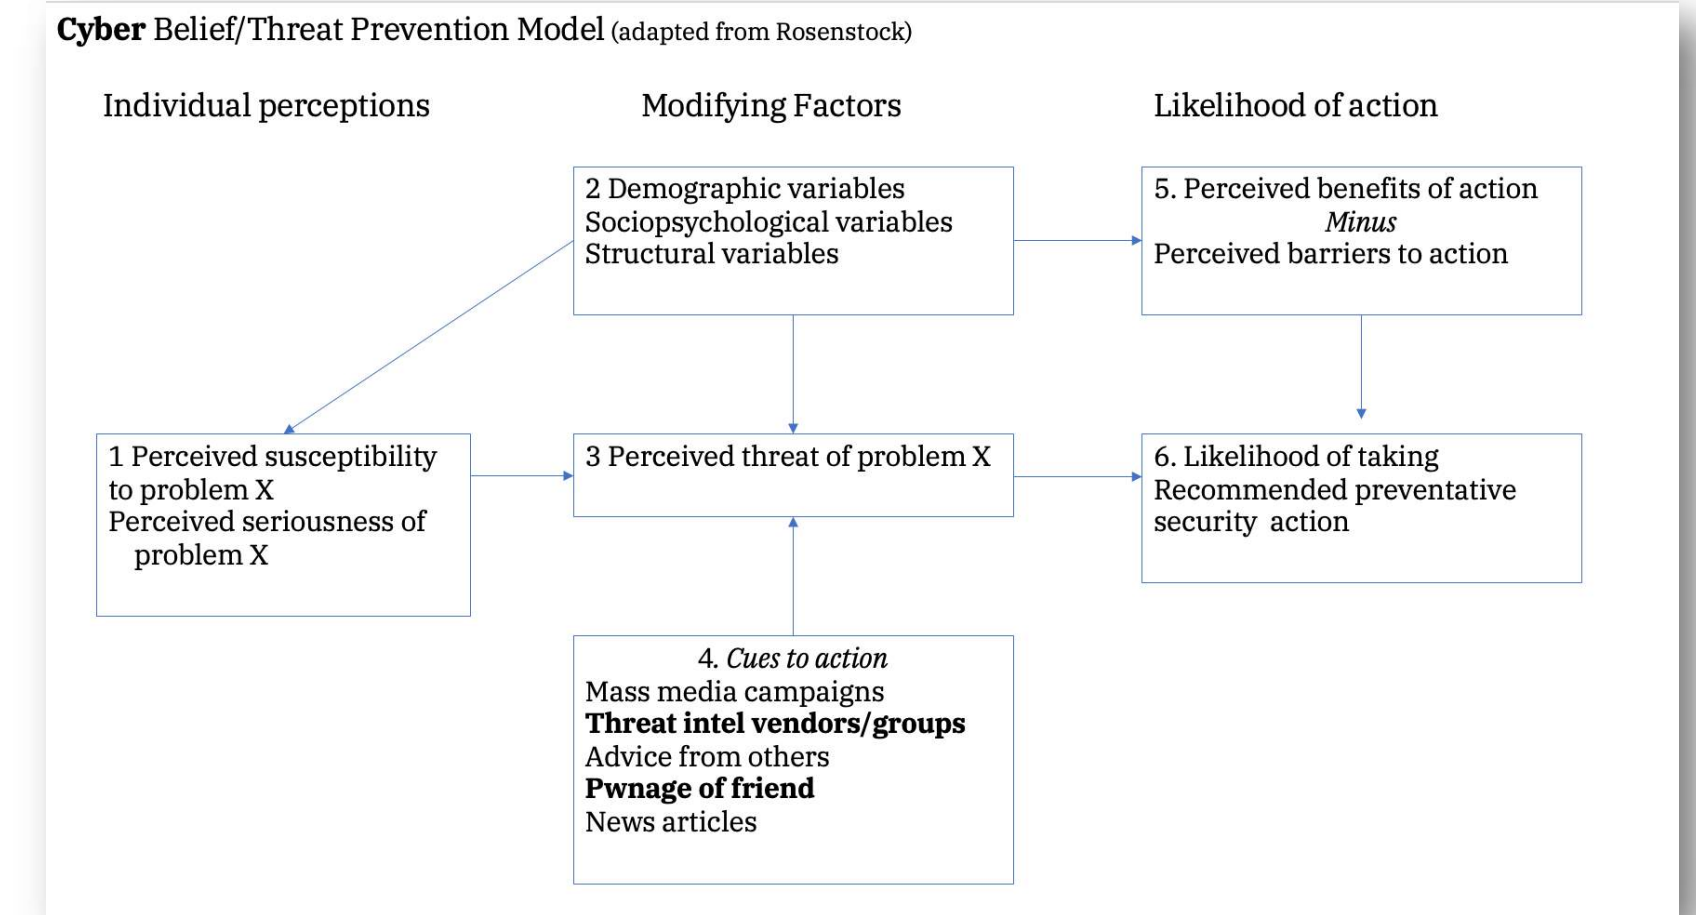 Cyber Belief/Threat Prevention Model (adapted from Rosenstock)
Individual perceptions
Modifying Factors
Likelihood of action
2 Demographic variables
Sociopsychological variables
Structural variables
5. Perceived benefits of action
Minus
Perceived barriers to action
1 Perceived susceptibility
to problem X
Perceived seriousness of
problem X
3 Perceived threat of problem X
6. Likelihood of taking
Recommended preventative
security  action
4. Cues to action
Mass media campaigns
Threat intel vendors/groups
Advice from others
Pwnage of friend
News articles